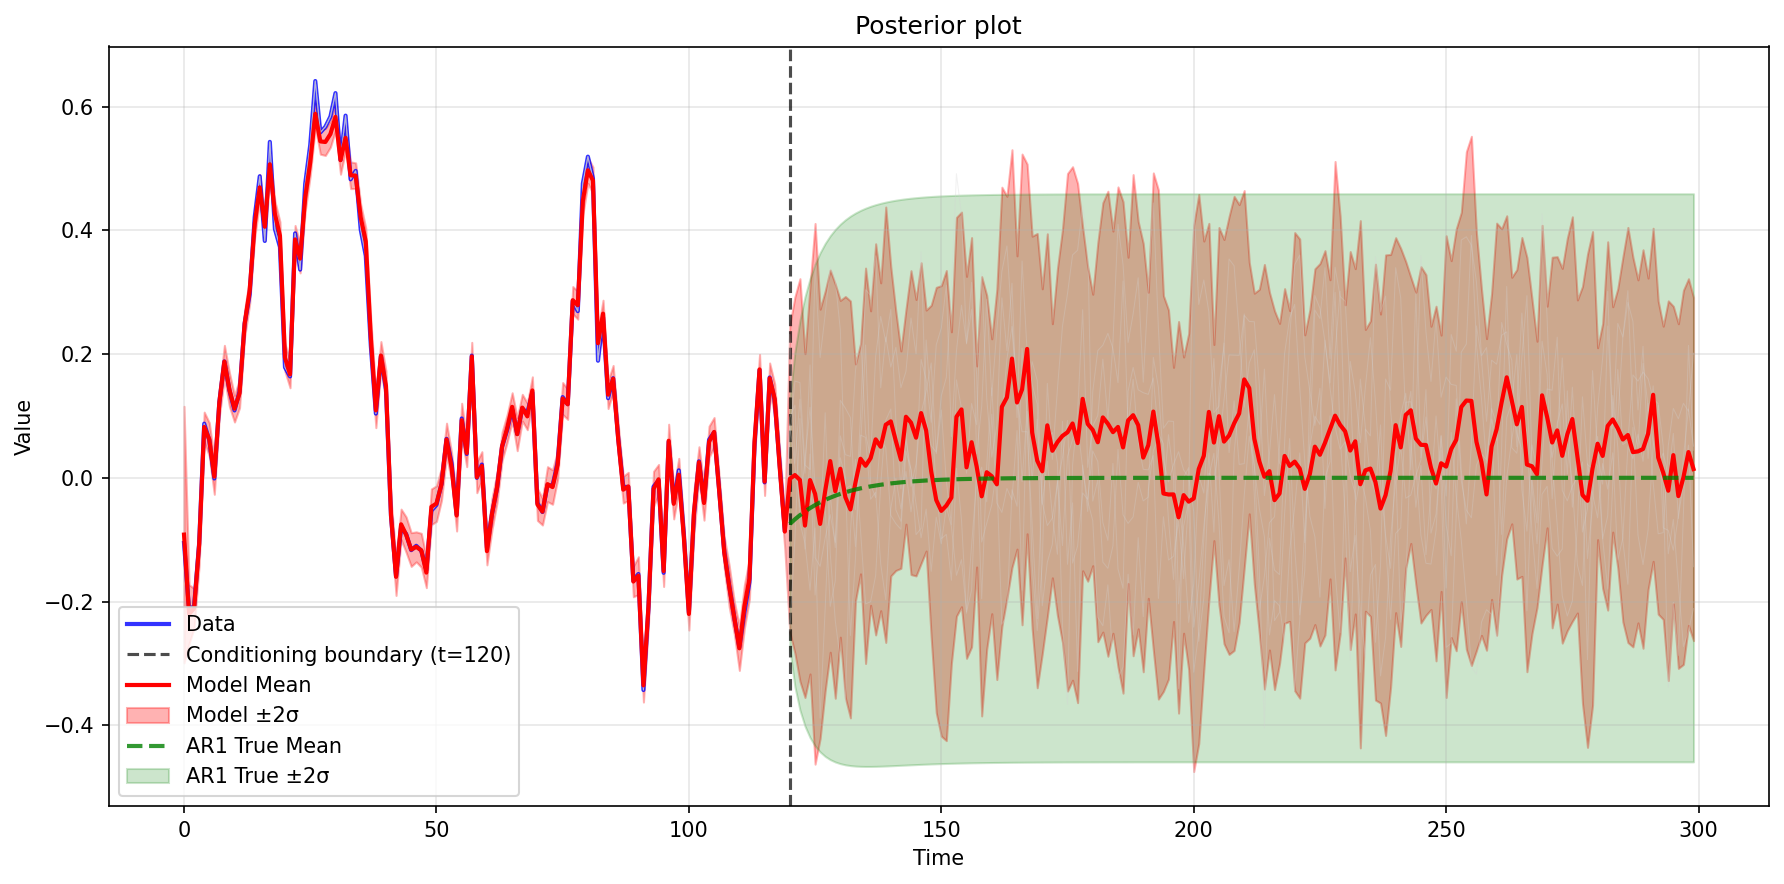 Posterior plot
Value
0.6
0.4
0.2
0.0
−0.2
−0.4
Data
Conditioning boundary (t=120)
Model Mean
Model ±2σ
AR1 True Mean
AR1 True ±2σ
0 50 100 150 200 250 300
Time